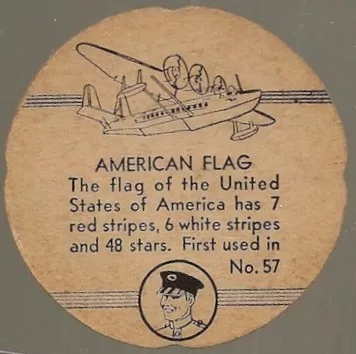 AMERICAN FLAG
The flag of the United
States of America has 7
red stripes, 6 white stripes
and 48 stars. First used in
No. 57